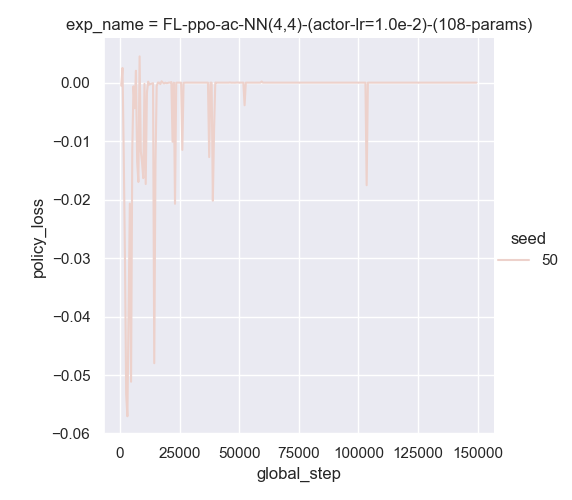 exp_name = FL-ppo-ac-NN(4,4)-(actor-lr=1.0e-2)-(108-params)
0.00
−0.01
−0.02
−0.03
−0.04
−0.05
−0.06
policy_loss
0 25000 50000 75000 100000 125000 150000
global_step
seed
50